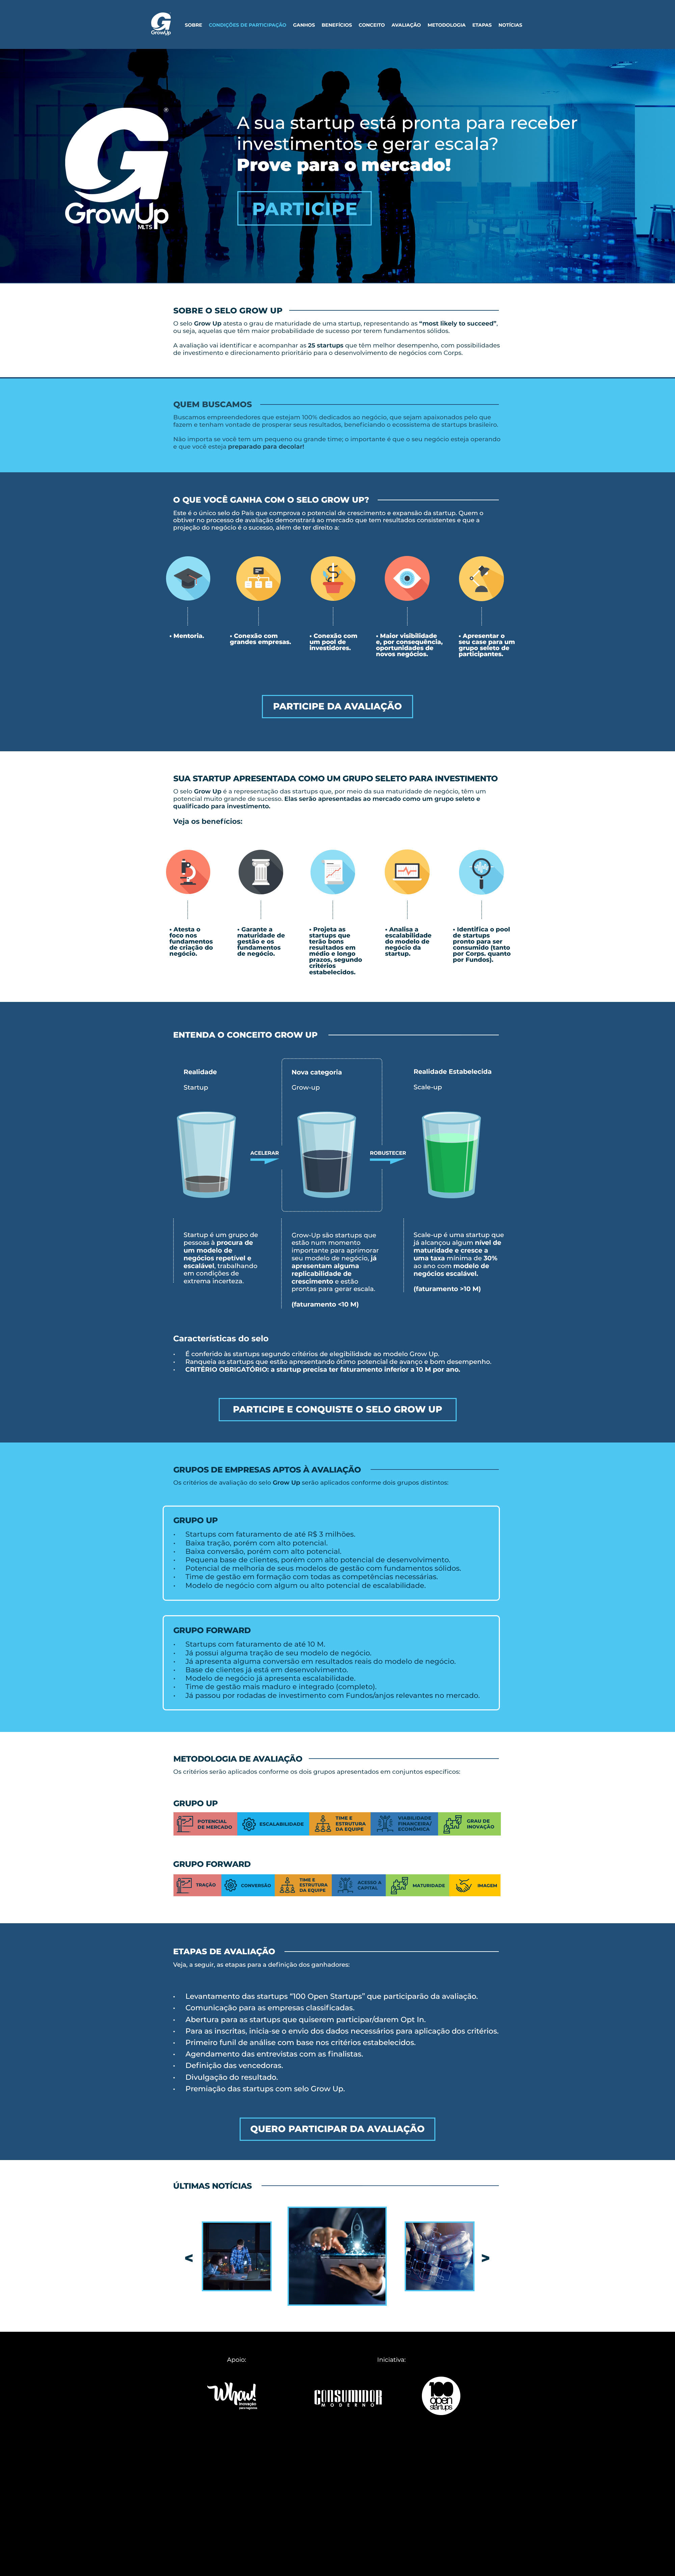 GrowUp
SOBRE CONDIÇÕES DE PARTICIPAÇÃO GANHOS BENEFÍCIOS CONCEITO AVALIAÇÃO METODOLOGIA ETAPAS NOTÍCIAS
®
GrowUp
MLTS
A sua startup está pronta para receber
investimentos e gerar escala?
Prove para o mercado!
PARTICIPE
SOBRE O SELO GROW UP
O selo Grow Up atesta o grau de maturidade de uma startup, representando as “most likely to succeed”,
ou seja, aquelas que têm maior probabilidade de sucesso por terem fundamentos sólidos.
A avaliação vai identificar e acompanhar as 25 startups que têm melhor desempenho, com possibilidades
de investimento e direcionamento prioritário para o desenvolvimento de negócios com Corps.
QUEM BUSCAMOS
Buscamos empreendedores que estejam 100% dedicados ao negócio, que sejam apaixonados pelo que
fazem e tenham vontade de prosperar seus resultados, beneficiando o ecossistema de startups brasileiro.
Não importa se você tem um pequeno ou grande time; o importante é que o seu negócio esteja operando
e que você esteja preparado para decolar!
O QUE VOCÊ GANHA COM O SELO GROW UP?
Este é o único selo do País que comprova o potencial de crescimento e expansão da startup. Quem o
obtiver no processo de avaliação demonstrará ao mercado que tem resultados consistentes e que a
projeção do negócio é o sucesso, além de ter direito a:
• Mentoria.
• Conexão com
grandes empresas.
• Conexão com
um pool de
investidores.
• Maior visibilidade
e, por consequência,
oportunidades de
novos negócios.
• Apresentar o
seu case para um
grupo seleto de
participantes.
PARTICIPE DA AVALIAÇÃO
SUA STARTUP APRESENTADA COMO UM GRUPO SELETO PARA INVESTIMENTO
O selo Grow Up é a representação das startups que, por meio da sua maturidade de negócio, têm um
potencial muito grande de sucesso. Elas serão apresentadas ao mercado como um grupo seleto e
qualificado para investimento.
Veja os benefícios:
• Atesta o
foco nos
fundamentos
de criação do
negócio.
• Garante a
maturidade de
gestão e os
fundamentos
de negócio.
• Projeta as
startups que
terão bons
resultados em
médio e longo
prazos, segundo
critérios
estabelecidos.
• Analisa a
escalabilidade
do modelo de
negócio da
startup.
• Identifica o pool
de startups
pronto para ser
consumido (tanto
por Corps. quanto
por Fundos).
ENTENDA O CONCEITO GROW UP
Realidade
Startup
Nova categoria
Grow-up
Realidade Estabelecida
Scale-up
ACELERAR
ROBUSTECER
Startup é um grupo de
pessoas à procura de
um modelo de
negócios repetível e
escalável, trabalhando
em condições de
extrema incerteza.
Grow-Up são startups que
estão num momento
importante para aprimorar
seu modelo de negócio, já
apresentam alguma
replicabilidade de
crescimento e estão
prontas para gerar escala.
(faturamento <10 M)
Scale-up é uma startup que
já alcançou algum nível de
maturidade e cresce a
uma taxa mínima de 30%
ao ano com modelo de
negócios escalável.
(faturamento >10 M)
Características do selo
• É conferido às startups segundo critérios de elegibilidade ao modelo Grow Up.
• Ranqueia as startups que estão apresentando ótimo potencial de avanço e bom desempenho.
• CRITÉRIO OBRIGATÓRIO: a startup precisa ter faturamento inferior a 10 M por ano.
PARTICIPE E CONQUISTE O SELO GROW UP
GRUPOS DE EMPRESAS APTOS À AVALIAÇÃO
Os critérios de avaliação do selo Grow Up serão aplicados conforme dois grupos distintos:
GRUPO UP
• Startups com faturamento de até R$ 3 milhões.
• Baixa tração, porém com alto potencial.
• Baixa conversão, porém com alto potencial.
• Pequena base de clientes, porém com alto potencial de desenvolvimento.
• Potencial de melhoria de seus modelos de gestão com fundamentos sólidos.
• Time de gestão em formação com todas as competências necessárias.
• Modelo de negócio com algum ou alto potencial de escalabilidade.
GRUPO FORWARD
• Startups com faturamento de até 10 M.
• Já possui alguma tração de seu modelo de negócio.
• Já apresenta alguma conversão em resultados reais do modelo de negócio.
• Base de clientes já está em desenvolvimento.
• Modelo de negócio já apresenta escalabilidade.
• Time de gestão mais maduro e integrado (completo).
• Já passou por rodadas de investimento com Fundos/anjos relevantes no mercado.
METODOLOGIA DE AVALIAÇÃO
Os critérios serão aplicados conforme os dois grupos apresentados em conjuntos específicos:
GRUPO UP
POTENCIAL
DE MERCADO
ESCALABILIDADE
TIME E
ESTRUTURA
DA EQUIPE
VIABILIDADE
FINANCEIRA/
ECONÔMICA
GRAU DE
INOVAÇÃO
GRUPO FORWARD
TRAÇÃO
CONVERSÃO
TIME E
ESTRUTURA
DA EQUIPE
ACESSO A
CAPITAL
MATURIDADE
IMAGEM
ETAPAS DE AVALIAÇÃO
Veja, a seguir, as etapas para a definição dos ganhadores:
• Levantamento das startups “100 Open Startups” que participarão da avaliação.
• Comunicação para as empresas classificadas.
• Abertura para as startups que quiserem participar/darem Opt In.
• Para as inscritas, inicia-se o envio dos dados necessários para aplicação dos critérios.
• Primeiro funil de análise com base nos critérios estabelecidos.
• Agendamento das entrevistas com as finalistas.
• Definição das vencedoras.
• Divulgação do resultado.
• Premiação das startups com selo Grow Up.
QUERO PARTICIPAR DA AVALIAÇÃO
ÚLTIMAS NOTÍCIAS
< >
Apoio:
Iniciativa:
Whow!
inovação
para negócios
CONSUMIDOR
MODERNO
100
open
startups